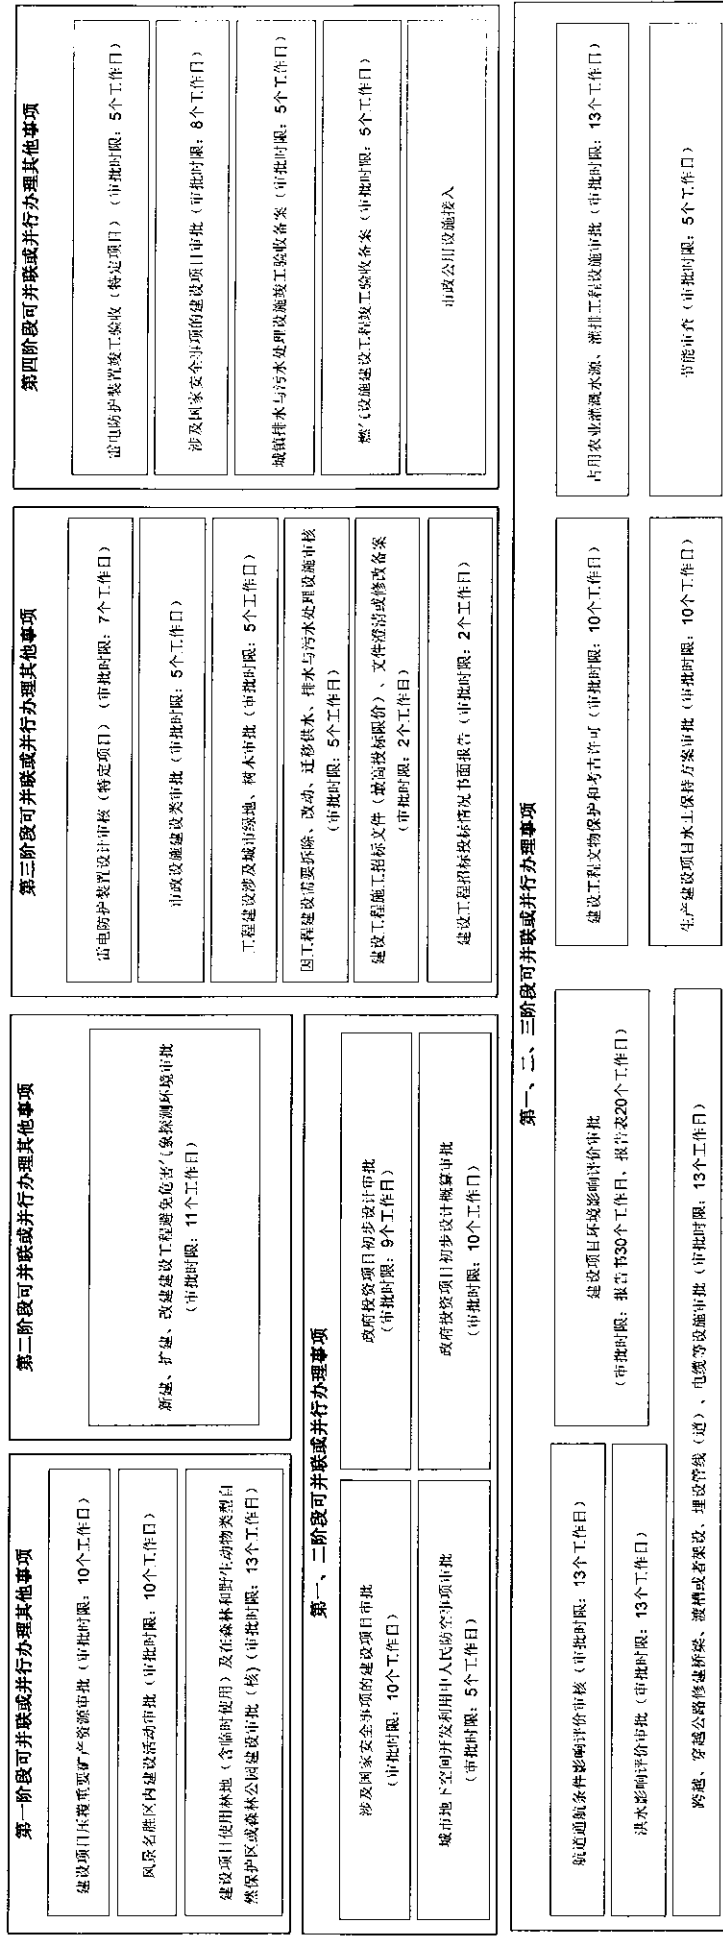 第一阶段可并联或并行办理其他事项
建设项目压覆重要矿产资源审批（审批时限：10个工作日）
风景名胜区内建设活动审批（审批时限：10个工作日）
建设项目使用林地（含临时使用）及在森林和野生动物类型自
然保护区或森林公园建设审批（核）（审批时限：13个工作日）
第二阶段可并联或并行办理其他事项
新建、扩建、改建建设工程避免危害气象探测环境审批
（审批时限：11个工作日）
第一、二阶段可并联或并行办理事项
涉及国家安全事项的建设项目审批
（审批时限：10个工作日）
政府投资项目初步设计审批
（审批时限：9个工作日）
城市地下空间开发利用中人民防空事项审批
（审批时限：5个工作日）
政府投资项目初步设计概算审批
（审批时限：10个工作日）
第三阶段可并联或并行办理其他事项
雷电防护装置设计审核（特定项目）（审批时限：7个工作日）
市政设施建设类审批（审批时限：5个工作日）
工程建设涉及城市绿地、树木审批（审批时限：5个工作日）
因工程建设需要拆除、改动、迁移供水、排水与污水处理设施审核
（审批时限：5个工作日）
建设工程施工招标文件（最高投标限价）、文件澄清或修改备案
（审批时限：2个工作日）
建设工程招标投标情况书面报告（审批时限：2个工作日）
第四阶段可并联或并行办理其他事项
雷电防护装置竣工验收（特定项目）（审批时限：5个工作日）
涉及国家安全事项的建设项目审批（审批时限：8个工作日）
城镇排水与污水处理设施竣工验收备案（审批时限：5个工作日）
燃气设施建设工程竣工验收备案（审批时限：5个工作日）
市政公用设施接入
第一、二、三阶段可并联或并行办理事项
航道通航条件影响评价审核（审批时限：13个工作日）
洪水影响评价审批（审批时限：13个工作日）
建设项目环境影响评价审批
（审批时限：报告书30个工作日、报告表20个工作日）
建设工程文物保护和考古许可（审批时限：10个工作日）
占用农业灌溉水源、灌排工程设施审批（审批时限：13个工作日）
跨越、穿越公路修建桥梁、渡槽或者架设、埋设管线（道）、电缆等设施审批（审批时限：13个工作日）
生产建设项目水土保持方案审批（审批时限：10个工作日）
节能审查（审批时限：5个工作日）